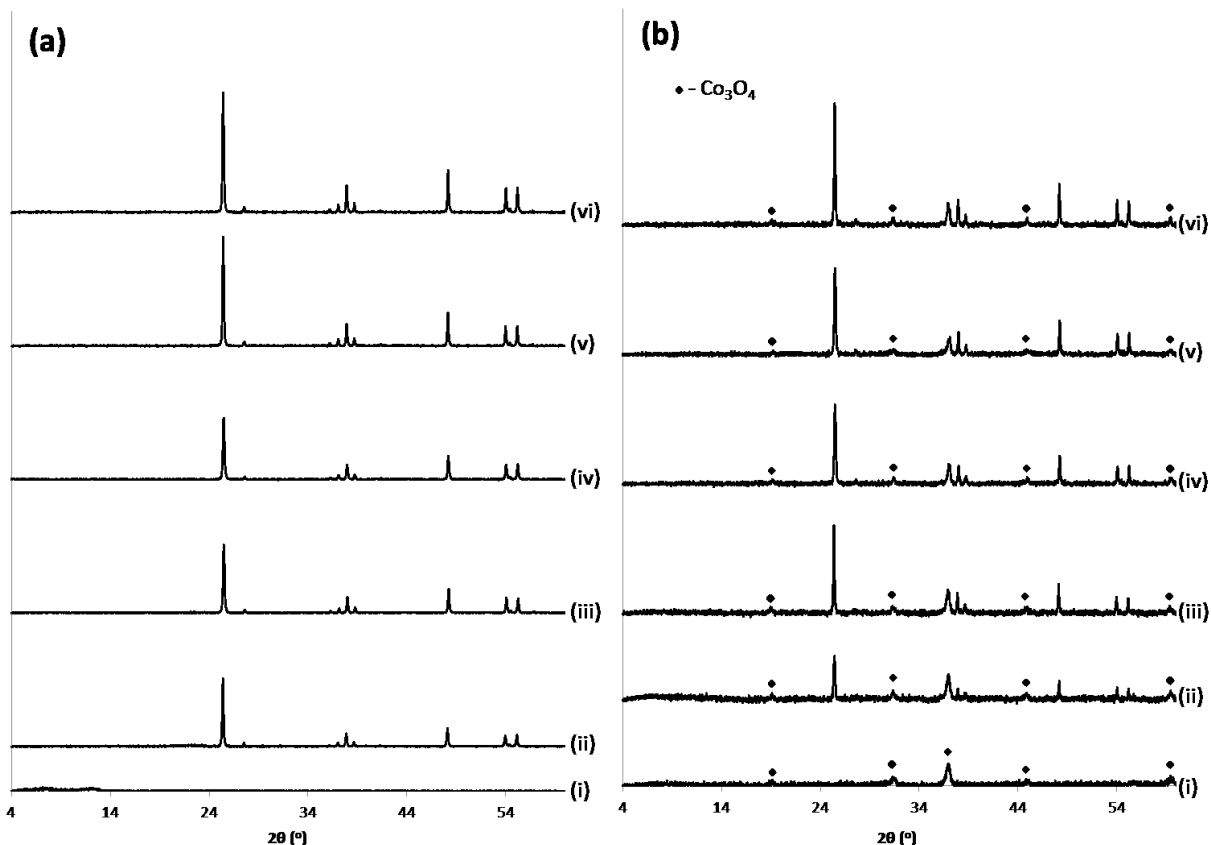 (a)
(vi)
(v)
(iv)
(iii)
(ii)
(i)
4 14 24 34 44 54
2θ (°)
(b)
♦ - Co₃O₄
(vi)
(v)
(iv)
(iii)
(ii)
(i)
4 14 24 34 44 54
2θ (°)